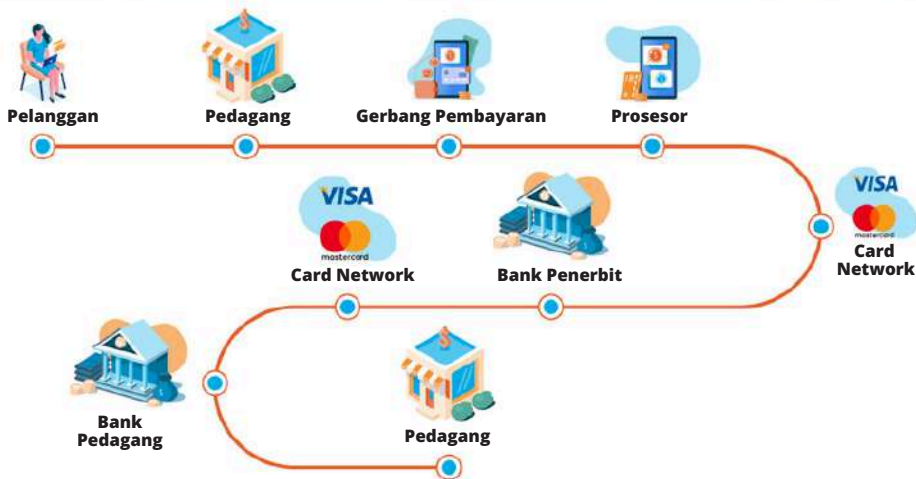 Pelanggan
Pedagang
Gerbang Pembayaran
Prosesor
VISA
mastercard
Card
Network
VISA
mastercard
Card Network
Bank Penerbit
Bank
Pedagang
Pedagang